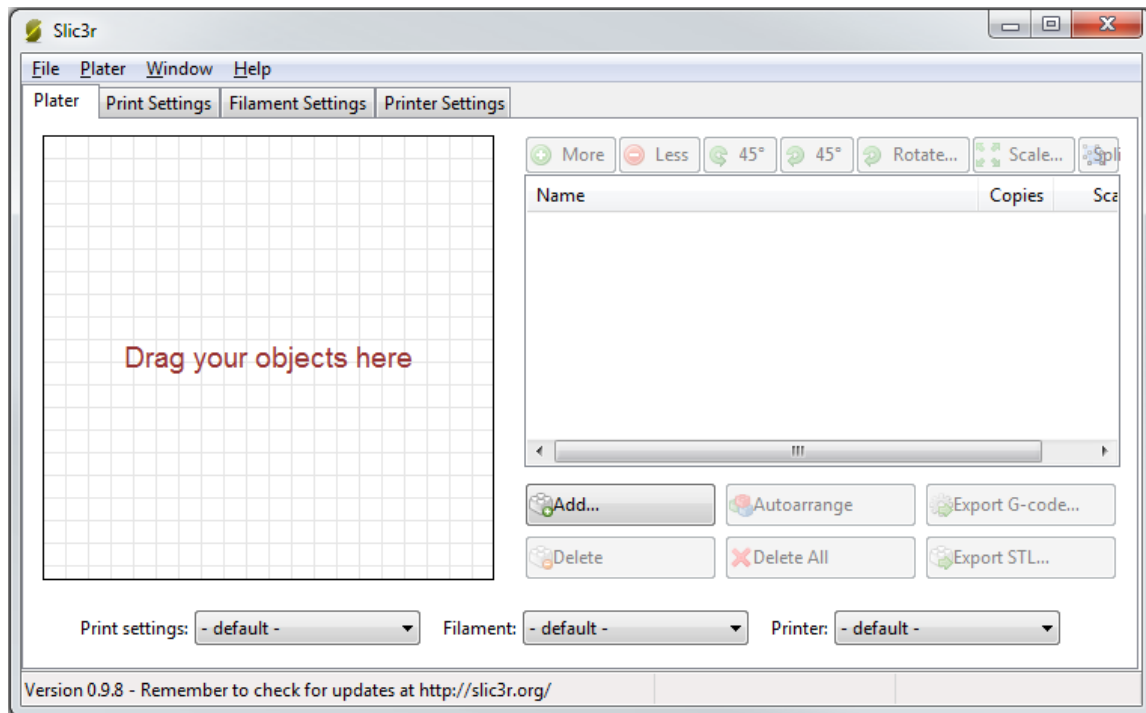 Slic3r
File Plater Window Help
Plater Print Settings Filament Settings Printer Settings
More Less 45° 45° Rotate... Scale... Spli
Name Copies Sca
Drag your objects here
Add... Autoarrange Export G-code...
Delete Delete All Export STL...
Print settings: - default - Filament: - default - Printer: - default -
Version 0.9.8 - Remember to check for updates at http://slic3r.org/